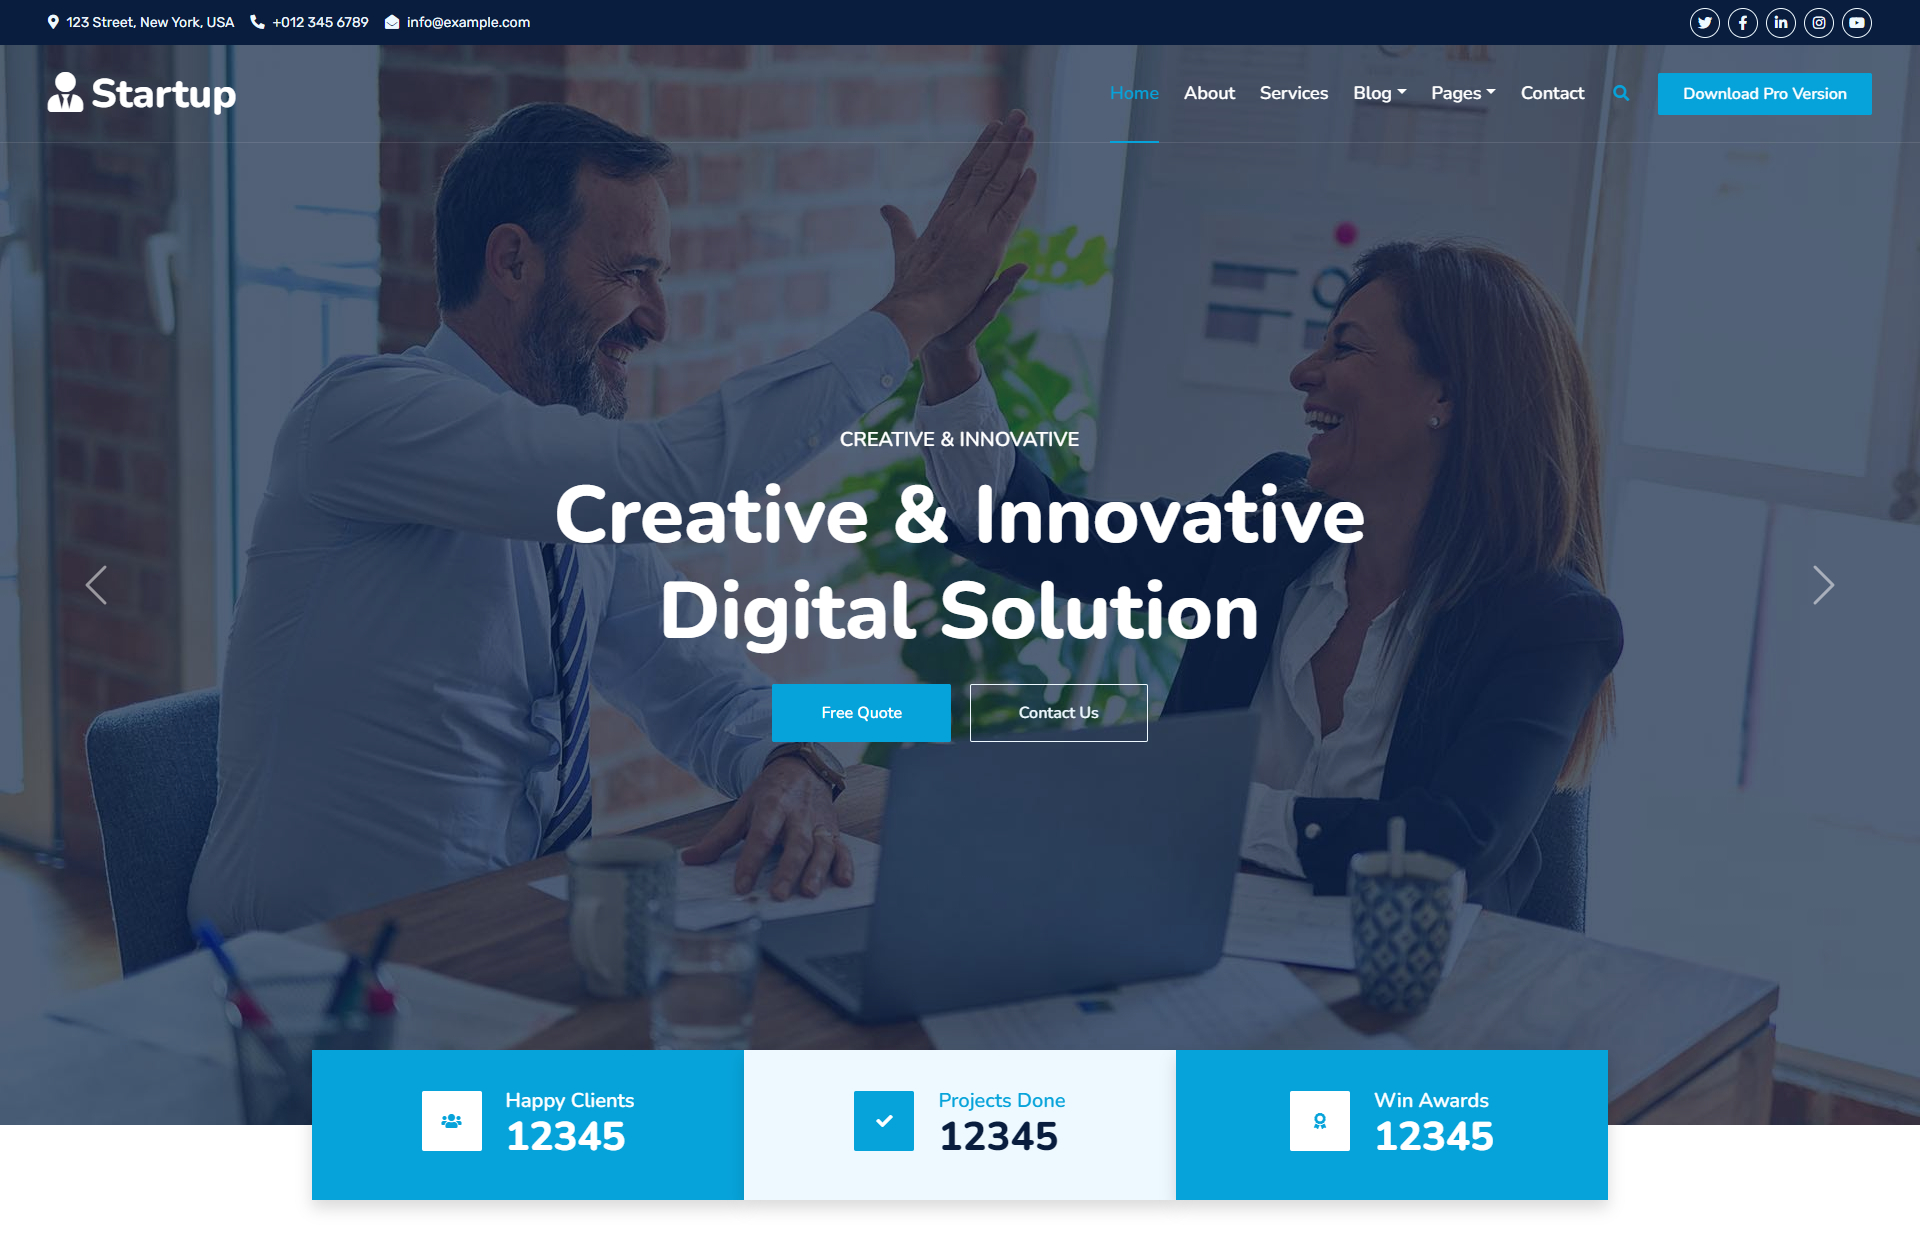 123 Street, New York, USA +012 345 6789 info@example.com
Startup
Home About Services Blog Pages Contact Download Pro Version
CREATIVE & INNOVATIVE
Creative & Innovative
Digital Solution
Free Quote Contact Us
Happy Clients
12345
Projects Done
12345
Win Awards
12345